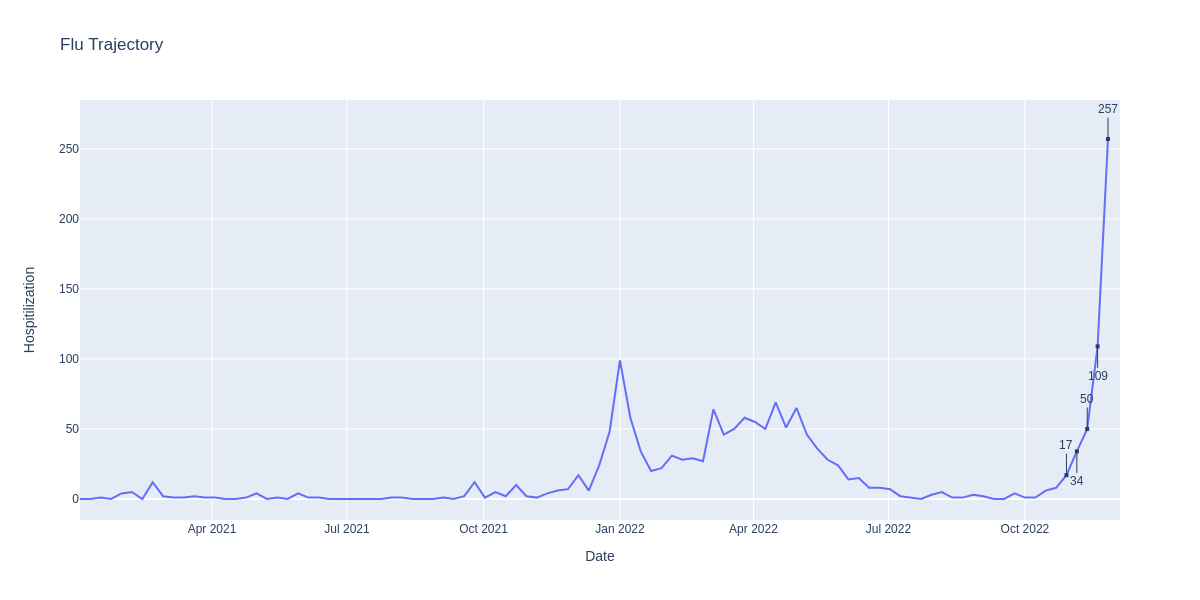 Flu Trajectory
257
250
200
150
100
50
0
109
50
17
34
Hospitilization
Apr 2021
Jul 2021
Oct 2021
Jan 2022
Apr 2022
Jul 2022
Oct 2022
Date